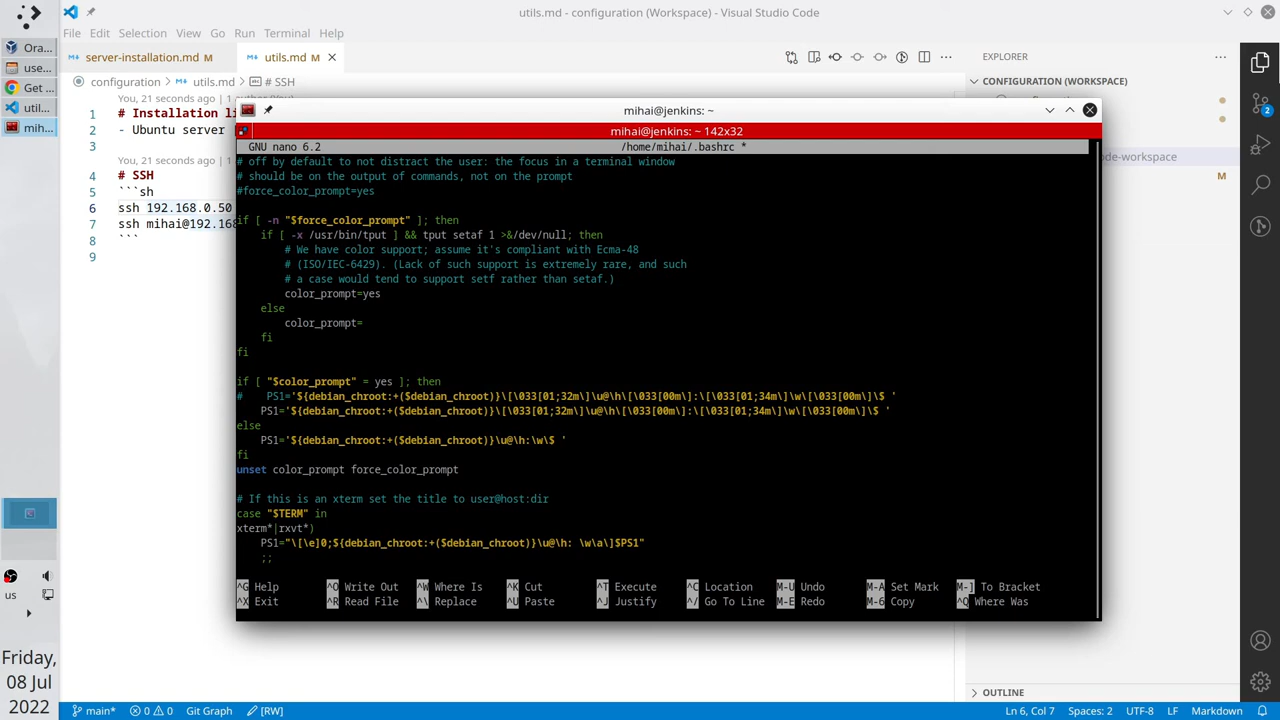 utils.md - configuration (Workspace) - Visual Studio Code
File Edit Selection View Go Run Terminal Help
Ora...
use...
Get ...
util...
mih...
server-installation.md M
utils.md M
EXPLORER
configuration > utils.md > # SSH
CONFIGURATION (WORKSPACE)
You, 21 seconds ago | 1 author (You)
1 # Installation li
2 - Ubuntu server
3
You, 21 seconds ago | 1
4 # SSH
5 ```sh
6 ssh 192.168.0.50
7 ssh mihai@192.168
8 ```
9
ode-workspace
M
2
mihai@jenkins: ~
mihai@jenkins: ~ 142x32
GNU nano 6.2 /home/mihai/.bashrc *
# off by default to not distract the user: the focus in a terminal window
# should be on the output of commands, not on the prompt
#force_color_prompt=yes
if [ -n "$force_color_prompt" ]; then
if [ -x /usr/bin/tput ] && tput setaf 1 >&/dev/null; then
# We have color support; assume it's compliant with Ecma-48
# (ISO/IEC-6429). (Lack of such support is extremely rare, and such
# a case would tend to support setf rather than setaf.)
color_prompt=yes
else
color_prompt=
fi
fi
if [ "$color_prompt" = yes ]; then
# PS1='${debian_chroot:+($debian_chroot)}\[\033[01;32m\]\u@\h\[\033[00m\]:\[\033[01;34m\]\w\[\033[00m\]\$ '
PS1='${debian_chroot:+($debian_chroot)}\[\033[01;32m\]\u@\h\[\033[00m\]:\[\033[01;34m\]\w\[\033[00m\]\$ '
else
PS1='${debian_chroot:+($debian_chroot)}\u@\h:\w\$ '
fi
unset color_prompt force_color_prompt
# If this is an xterm set the title to user@host:dir
case "$TERM" in
xterm*|rxvt*)
PS1="\[\e]0;${debian_chroot:+($debian_chroot)}\u@\h: \w\a\]$PS1"
;;
^G Help ^O Write Out ^W Where Is ^K Cut ^T Execute ^C Location M-U Undo M-A Set Mark M-] To Bracket
^X Exit ^R Read File ^\ Replace ^U Paste ^J Justify ^/ Go To Line M-E Redo M-6 Copy ^Q Where Was
us
Friday,
08 Jul
2022
OUTLINE
main* 0 0 Git Graph [RW] Ln 6, Col 7 Spaces: 2 UTF-8 LF Markdown